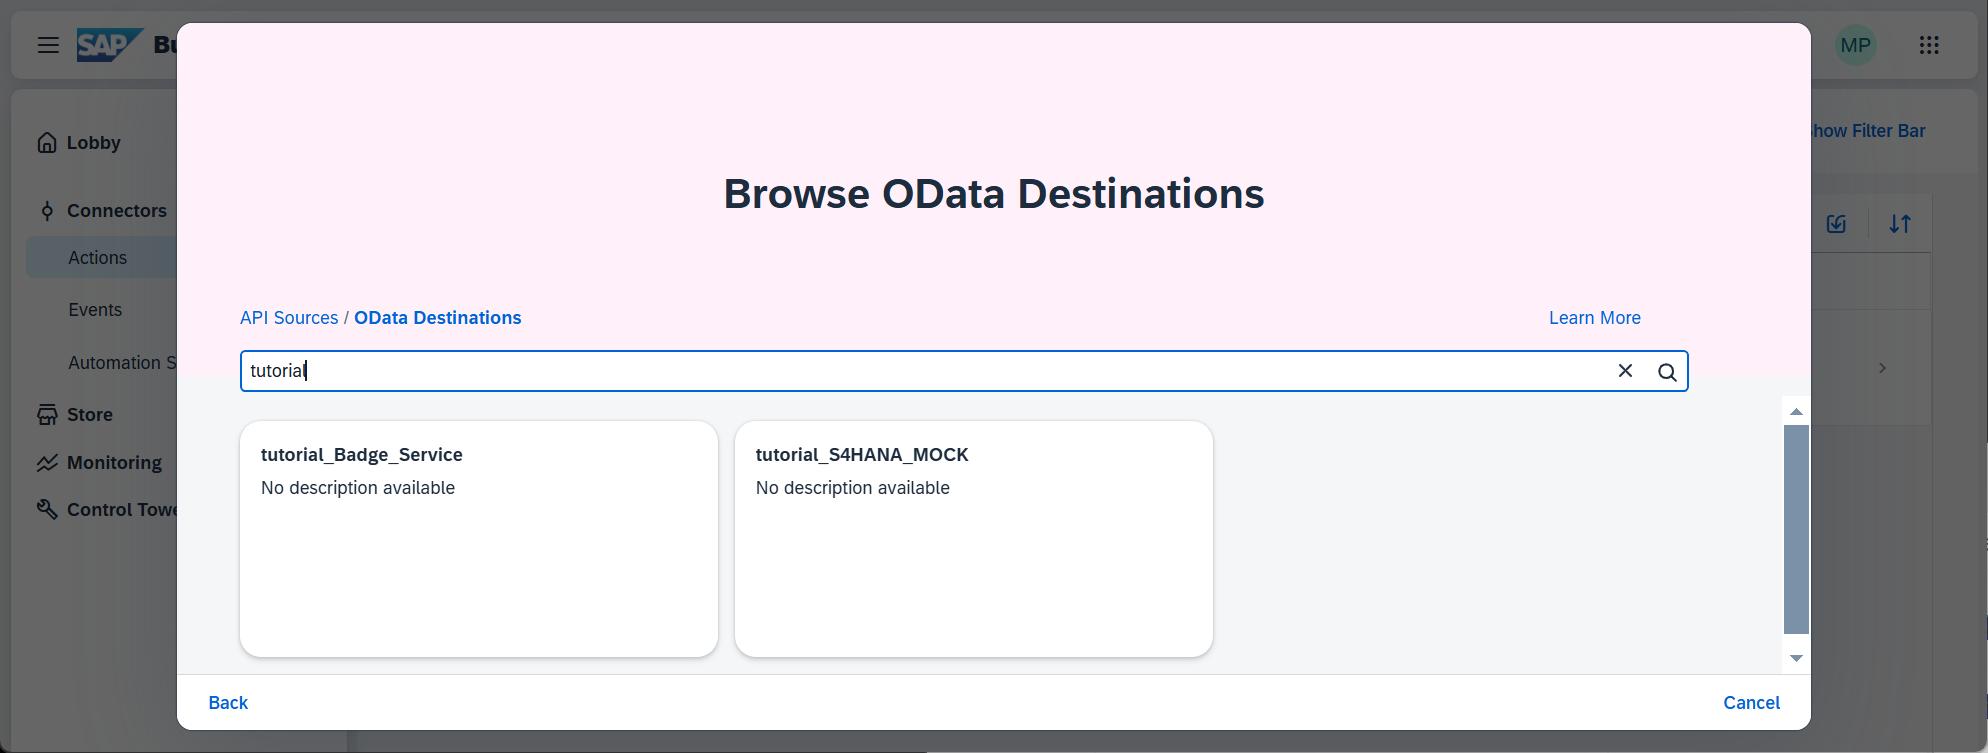 SAP Bu
MP
Lobby
how Filter Bar
Browse OData Destinations
Connectors
Actions
Events
API Sources / OData Destinations
Learn More
Automation S
tutorial
Store
tutorial_Badge_Service
No description available
tutorial_S4HANA_MOCK
No description available
Monitoring
Control Towe
Back
Cancel